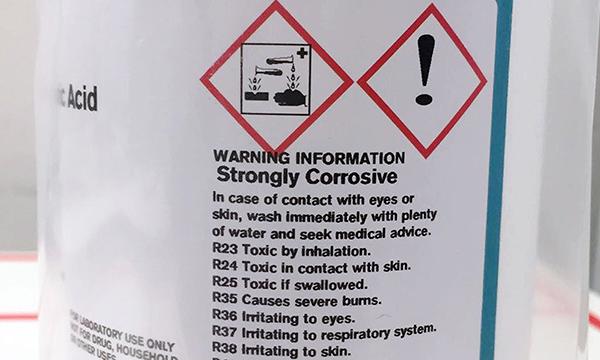 Acid
WARNING INFORMATION
Strongly Corrosive
In case of contact with eyes or
skin, wash immediately with plenty
of water and seek medical advice.
R23 Toxic by inhalation.
R24 Toxic in contact with skin.
R25 Toxic if swallowed.
R35 Causes severe burns.
R36 Irritating to eyes.
R37 Irritating to respiratory system.
R38 Irritating to skin.
FOR LABORATORY USE ONLY
NOT FOR DRUG, HOUSEHOLD
OR OTHER USES